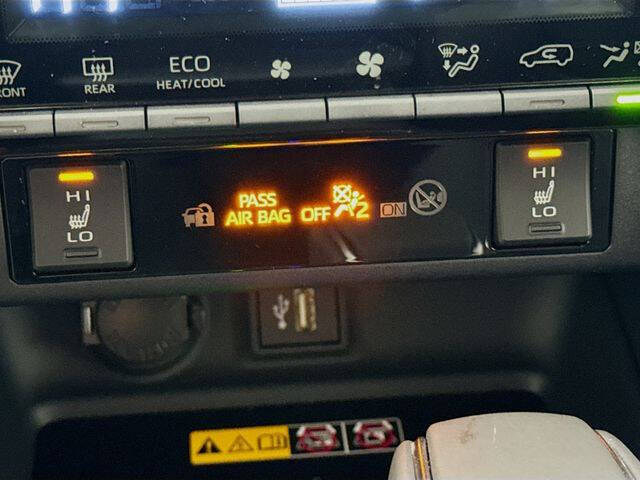 FRONT
REAR
ECO
HEAT/COOL
HI
LO
PASS
AIR BAG OFF 2
ON
HI
LO